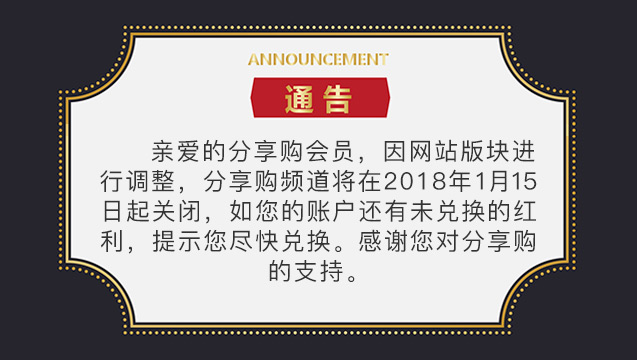 ANNOUNCEMENT
通告
亲爱的分享购会员，因网站版块进
行调整，分享购频道将在2018年1月15
日起关闭，如您的账户还有未兑换的红
利，提示您尽快兑换。感谢您对分享购
的支持。